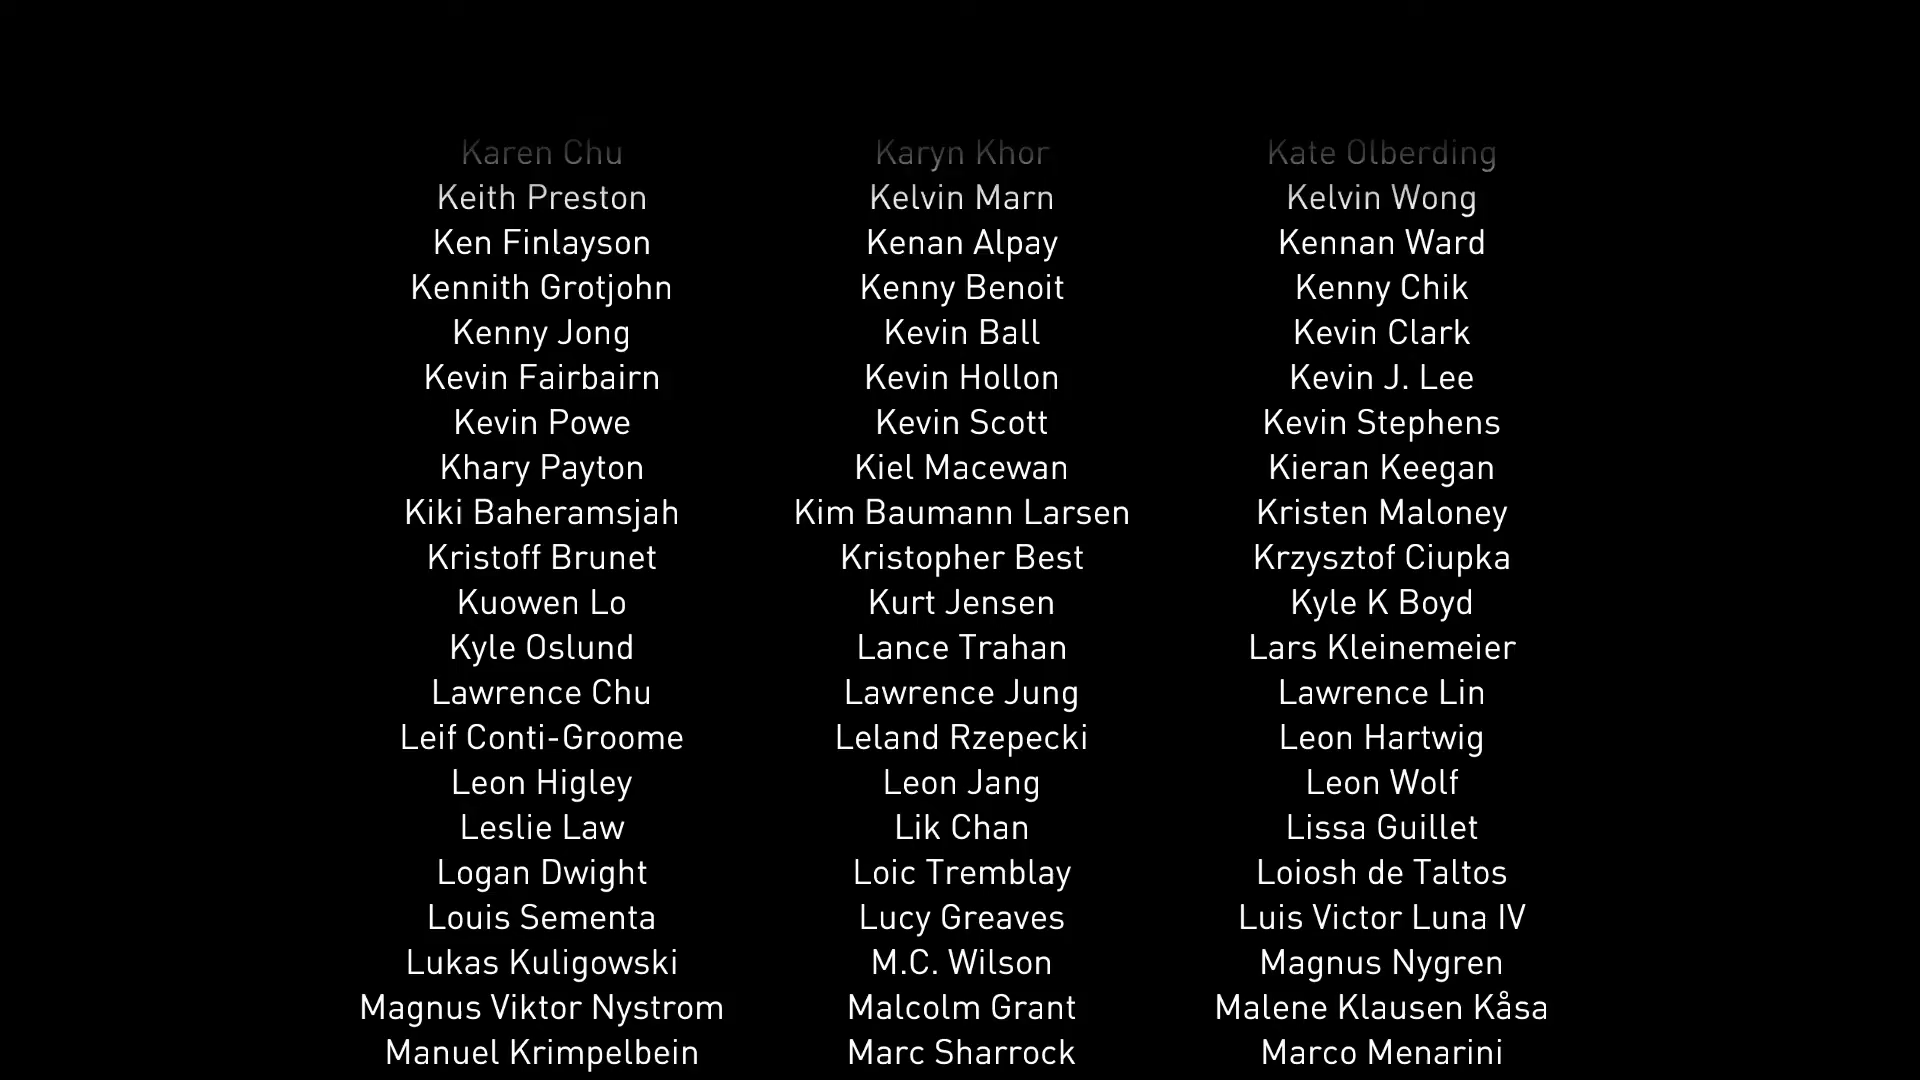 Karen Chu Karyn Khor Kate Olberding
Keith Preston Kelvin Marn Kelvin Wong
Ken Finlayson Kenan Alpay Kennan Ward
Kennith Grotjohn Kenny Benoit Kenny Chik
Kenny Jong Kevin Ball Kevin Clark
Kevin Fairbairn Kevin Hollon Kevin J. Lee
Kevin Powe Kevin Scott Kevin Stephens
Khary Payton Kiel Macewan Kieran Keegan
Kiki Baheramsjah Kim Baumann Larsen Kristen Maloney
Kristoff Brunet Kristopher Best Krzysztof Ciupka
Kuowen Lo Kurt Jensen Kyle K Boyd
Kyle Oslund Lance Trahan Lars Kleinemeier
Lawrence Chu Lawrence Jung Lawrence Lin
Leif Conti-Groome Leland Rzepecki Leon Hartwig
Leon Higley Leon Jang Leon Wolf
Leslie Law Lik Chan Lissa Guillet
Logan Dwight Loic Tremblay Loiosh de Taltos
Louis Sementa Lucy Greaves Luis Victor Luna IV
Lukas Kuligowski M.C. Wilson Magnus Nygren
Magnus Viktor Nystrom Malcolm Grant Malene Klausen Kåsa
Manuel Krimpelbein Marc Sharrock Marco Menarini